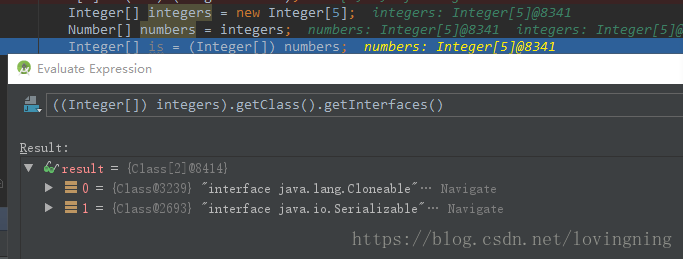 Integer[] integers = new Integer[5]; integers: Integer[5]@8341
Number[] numbers = integers; numbers: Integer[5]@8341 integers: Integer[5]@
Integer[] is = (Integer[]) numbers; numbers: Integer[5]@8341
Evaluate Expression
((Integer[]) integers).getClass().getInterfaces()
Result:
result = {Class[2]@8414}
0 = {Class@3239} "interface java.lang.Cloneable"… Navigate
1 = {Class@2693} "interface java.io.Serializable"… Navigate
https://blog.csdn.net/lovingning